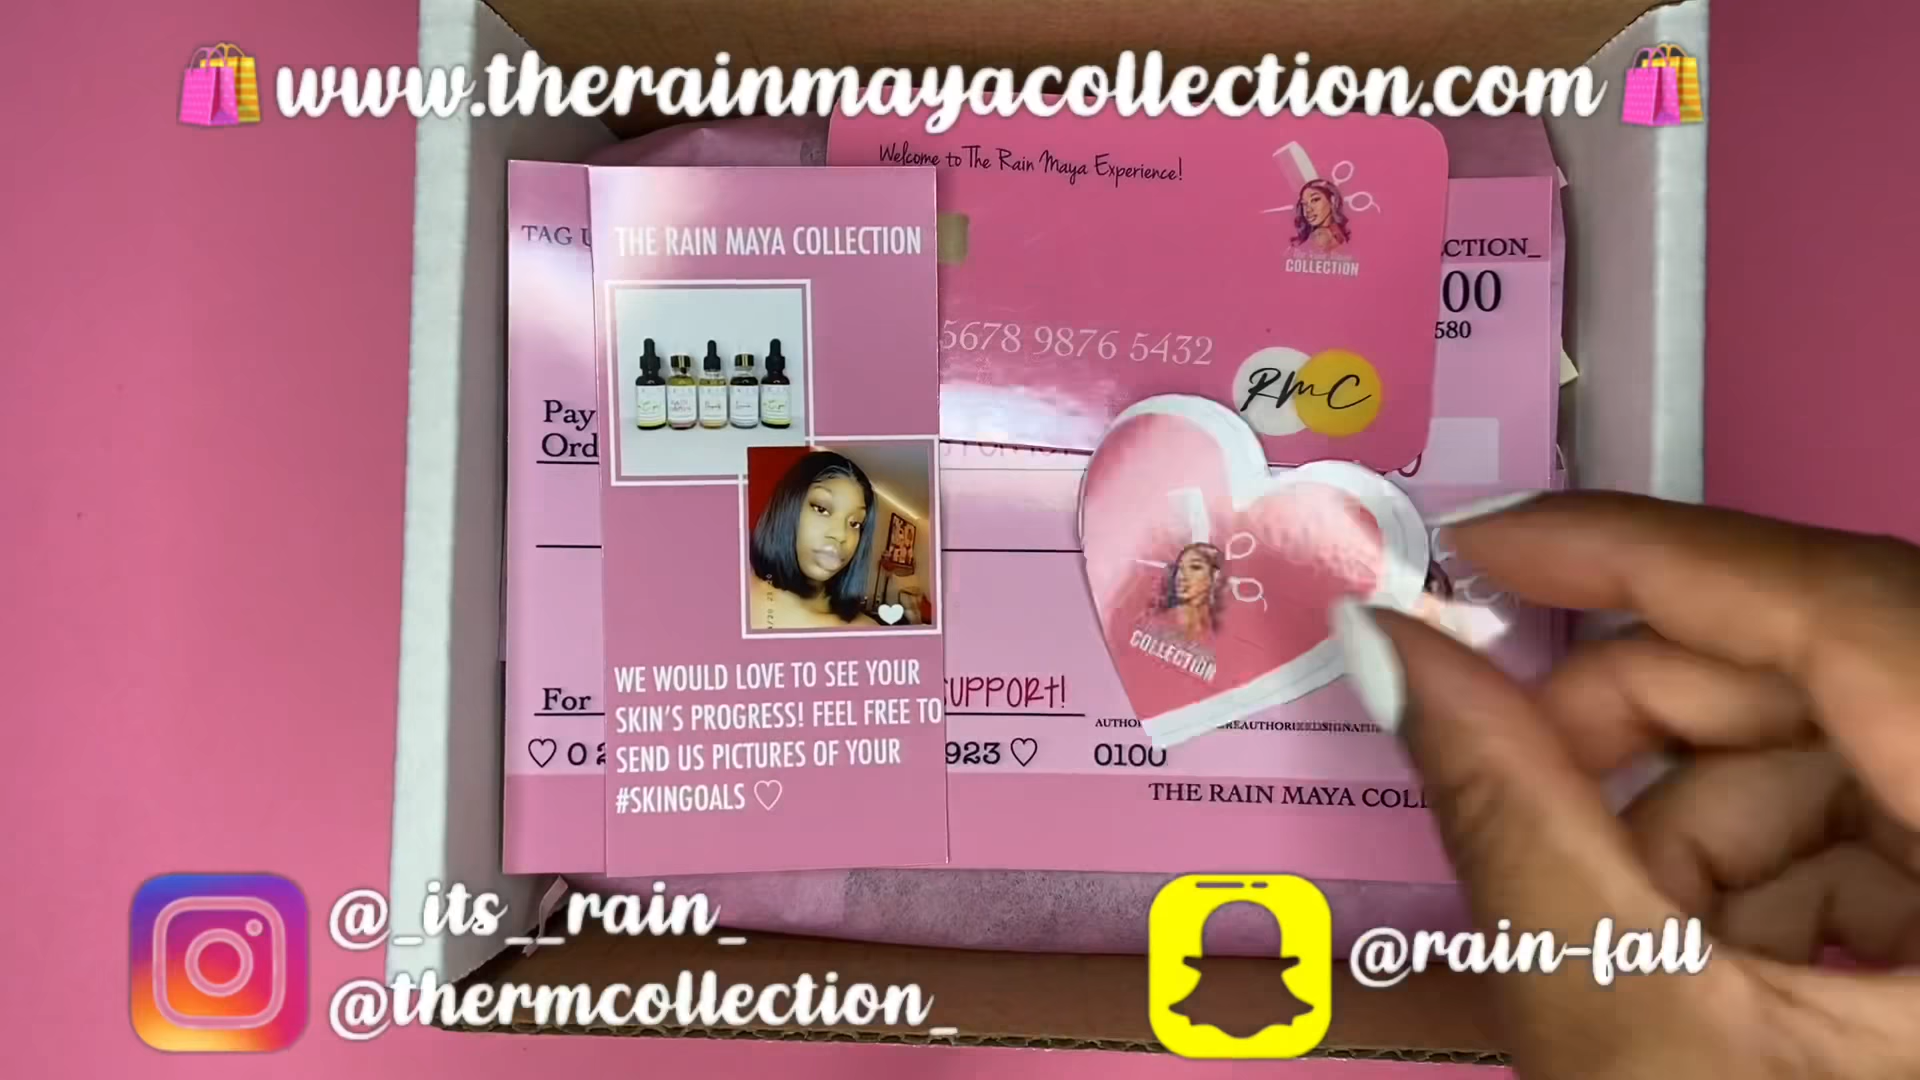 www.therainmayacollection.com
Welcome to The Rain Maya Experience!
COLLECTION
TAG
THE RAIN MAYA COLLECTION
CTION_
00
580
5678 9876 5432
RMC
Pay
Ord
COLLECTION
WE WOULD LOVE TO SEE YOUR
SKIN'S PROGRESS! FEEL FREE TO
SEND US PICTURES OF YOUR
#SKINGOALS ♡
For
SUPPORT!
♡ 0
923 ♡
0100
THE RAIN MAYA COLL
@_its__rain_
@thermcollection_
@rain-fall